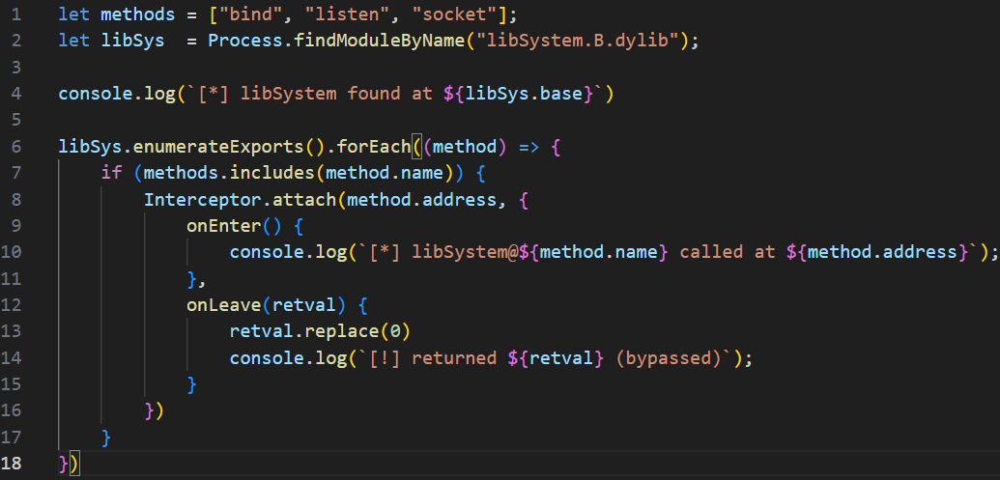 1 let methods = ["bind", "listen", "socket"];
2 let libSys  = Process.findModuleByName("libSystem.B.dylib");
3
4 console.log(`[*] libSystem found at ${libSys.base}`)
5
6 libSys.enumerateExports().forEach((method) => {
7     if (methods.includes(method.name)) {
8         Interceptor.attach(method.address, {
9             onEnter() {
10                 console.log(`[*] libSystem@${method.name} called at ${method.address}`);
11             },
12             onLeave(retval) {
13                 retval.replace(0)
14                 console.log(`[!] returned ${retval} (bypassed)`);
15             }
16         })
17     }
18 })